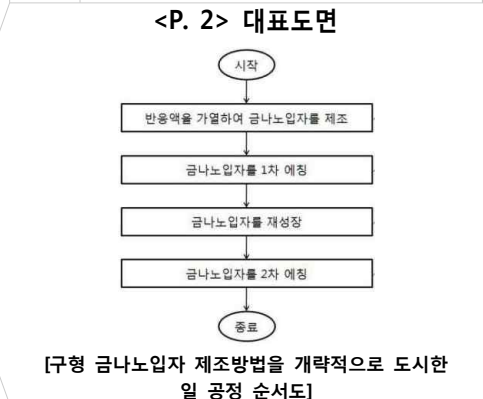 <P. 2> 대표도면
시작
반응액을 가열하여 금나노입자를 제조
금나노입자를 1차 에칭
금나노입자를 재성장
금나노입자를 2차 에칭
종료
[구형 금나노입자 제조방법을 개략적으로 도시한
일 공정 순서도]